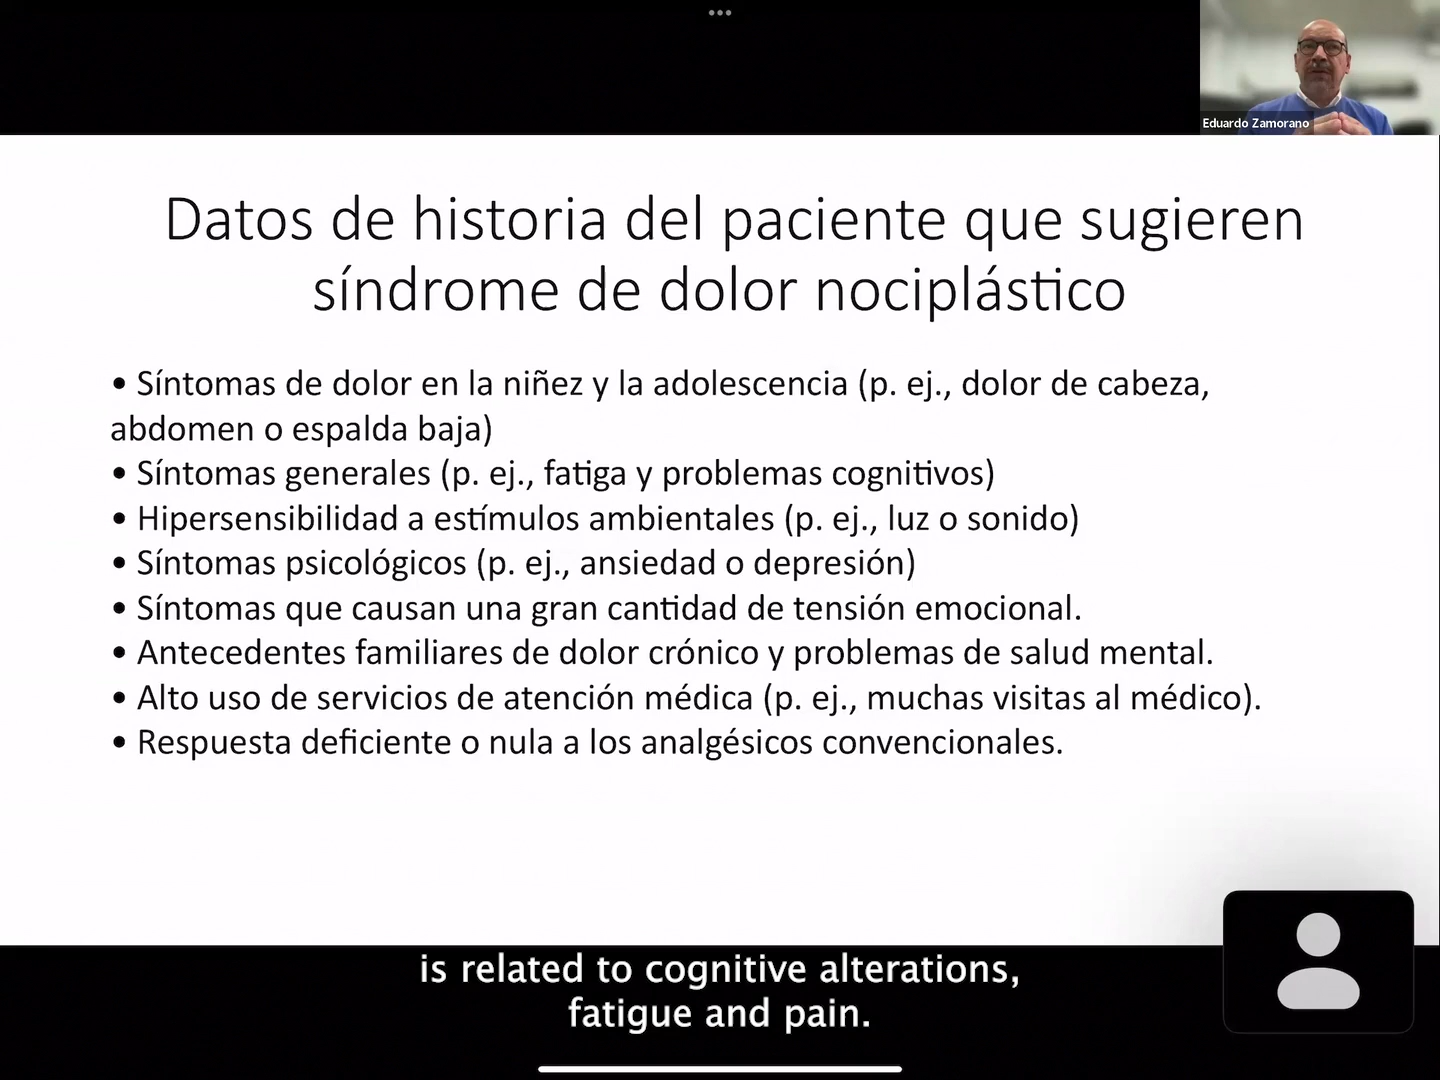 Eduardo Zamorano
Datos de historia del paciente que sugieren
síndrome de dolor nociplástico
• Síntomas de dolor en la niñez y la adolescencia (p. ej., dolor de cabeza,
abdomen o espalda baja)
• Síntomas generales (p. ej., fatiga y problemas cognitivos)
• Hipersensibilidad a estímulos ambientales (p. ej., luz o sonido)
• Síntomas psicológicos (p. ej., ansiedad o depresión)
• Síntomas que causan una gran cantidad de tensión emocional.
• Antecedentes familiares de dolor crónico y problemas de salud mental.
• Alto uso de servicios de atención médica (p. ej., muchas visitas al médico).
• Respuesta deficiente o nula a los analgésicos convencionales.
is related to cognitive alterations,
fatigue and pain.